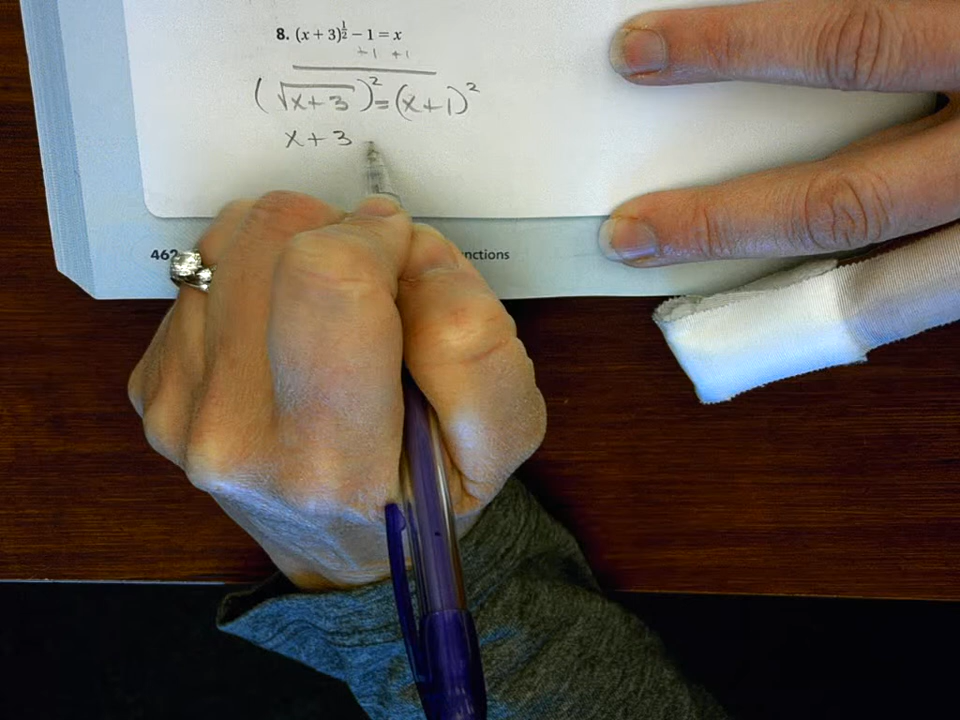 8. (x + 3)^{1/2} − 1 = x
+1 +1
(√x+3)² = (x+1)²
x + 3
462
nctions